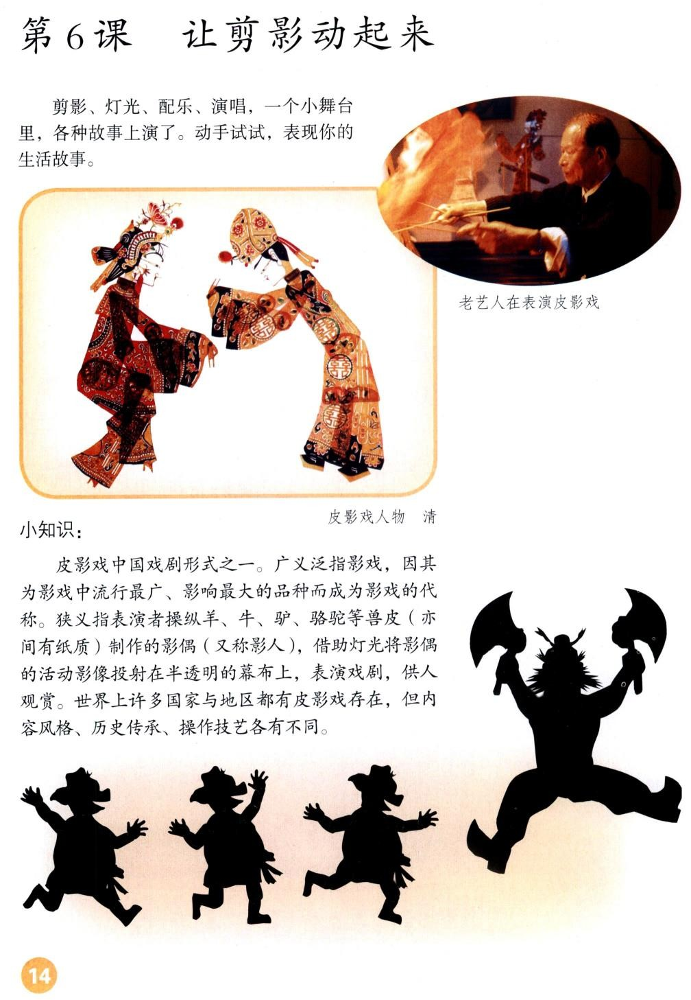 第6课 让剪影动起来
剪影、灯光、配乐、演唱，一个小舞台
里，各种故事上演了。动手试试，表现你的
生活故事。
老艺人在表演皮影戏
皮影戏人物 清
小知识：
皮影戏中国戏剧形式之一。广义泛指影戏，因其
为影戏中流行最广、影响最大的品种而成为影戏的代
称。狭义指表演者操纵羊、牛、驴、骆驼等兽皮（亦
间有纸质）制作的影偶（又称影人），借助灯光将影偶
的活动影像投射在半透明的幕布上，表演戏剧，供人
观赏。世界上许多国家与地区都有皮影戏存在，但内
容风格、历史传承、操作技艺各有不同。
14